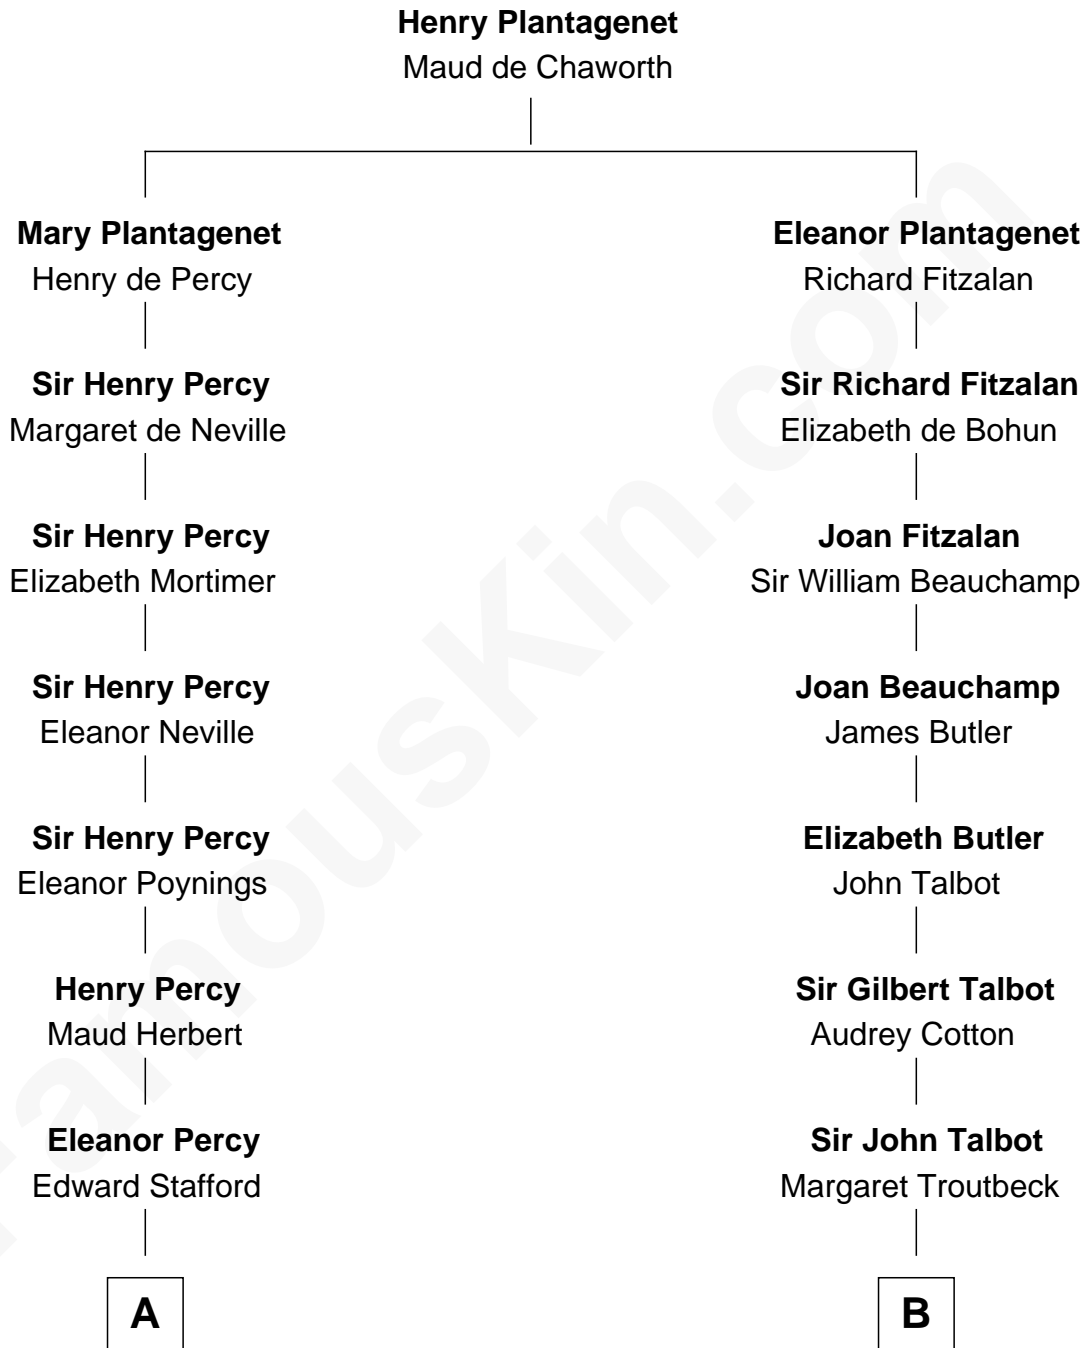 Henry Plantagenet
Maud de Chaworth
Mary Plantagenet
Henry de Percy
Eleanor Plantagenet
Richard Fitzalan
Sir Henry Percy
Margaret de Neville
Sir Richard Fitzalan
Elizabeth de Bohun
Sir Henry Percy
Elizabeth Mortimer
Joan Fitzalan
Sir William Beauchamp
Sir Henry Percy
Eleanor Neville
Joan Beauchamp
James Butler
Sir Henry Percy
Eleanor Poynings
Elizabeth Butler
John Talbot
Henry Percy
Maud Herbert
Sir Gilbert Talbot
Audrey Cotton
Eleanor Percy
Edward Stafford
Sir John Talbot
Margaret Troutbeck
A
B
FamousKin.com